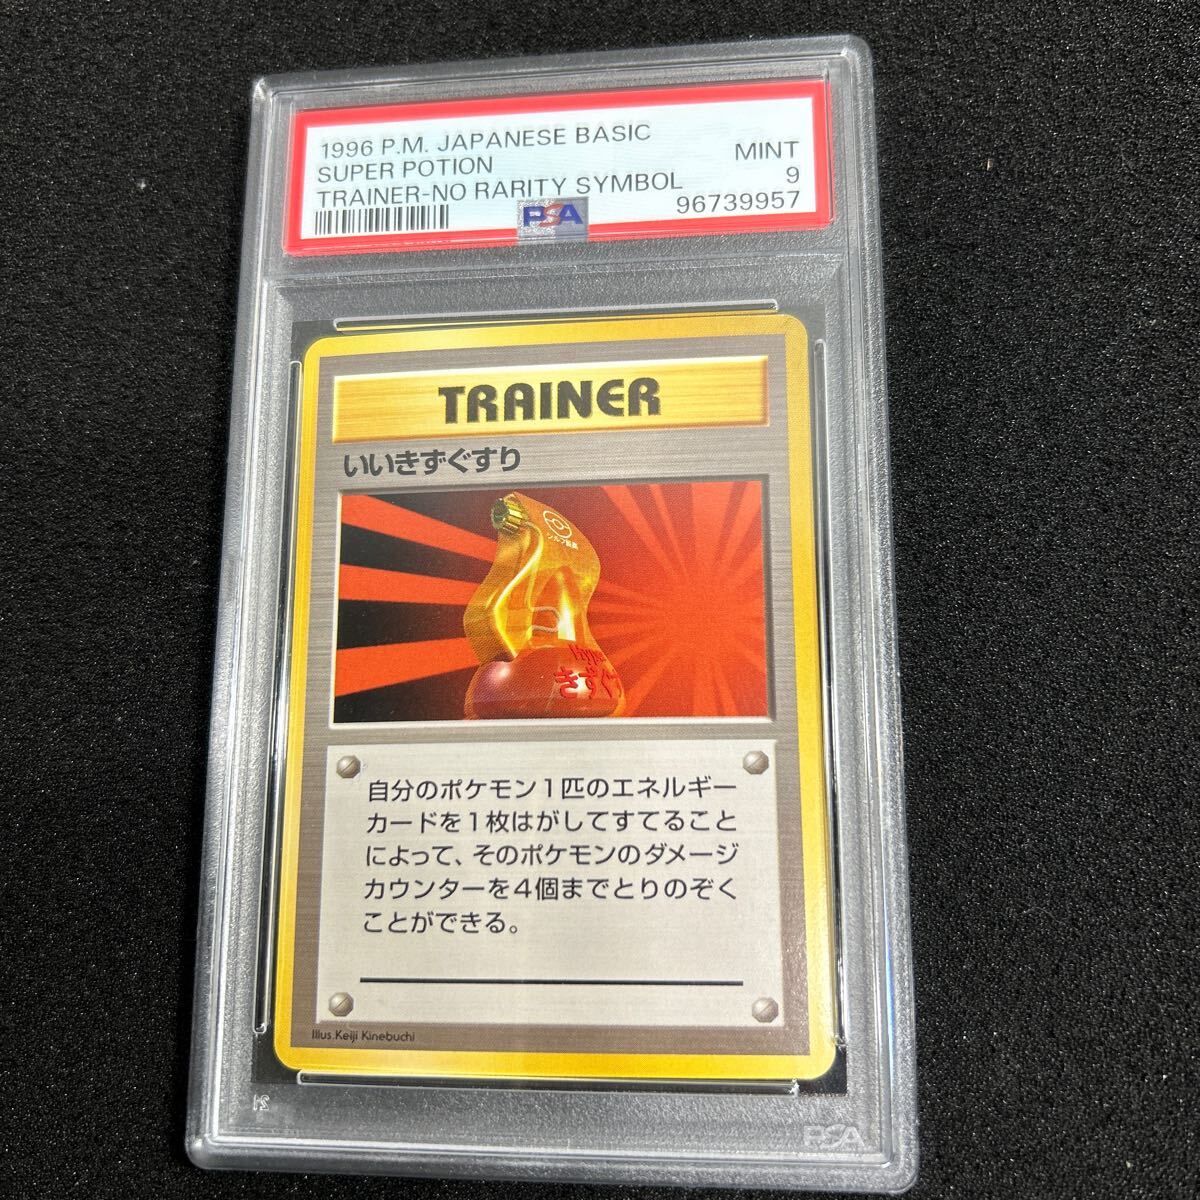 1996 P.M. JAPANESE BASIC
SUPER POTION
TRAINER-NO RARITY SYMBOL
MINT
9
96739957
PSA
TRAINER
いいきずぐすり
きずぐ
自分のポケモン1匹のエネルギー
カードを1枚はがしてすてること
によって、そのポケモンのダメージ
カウンターを4個までとりのぞく
ことができる。
Illus. Keiji Kinebuchi
PSA